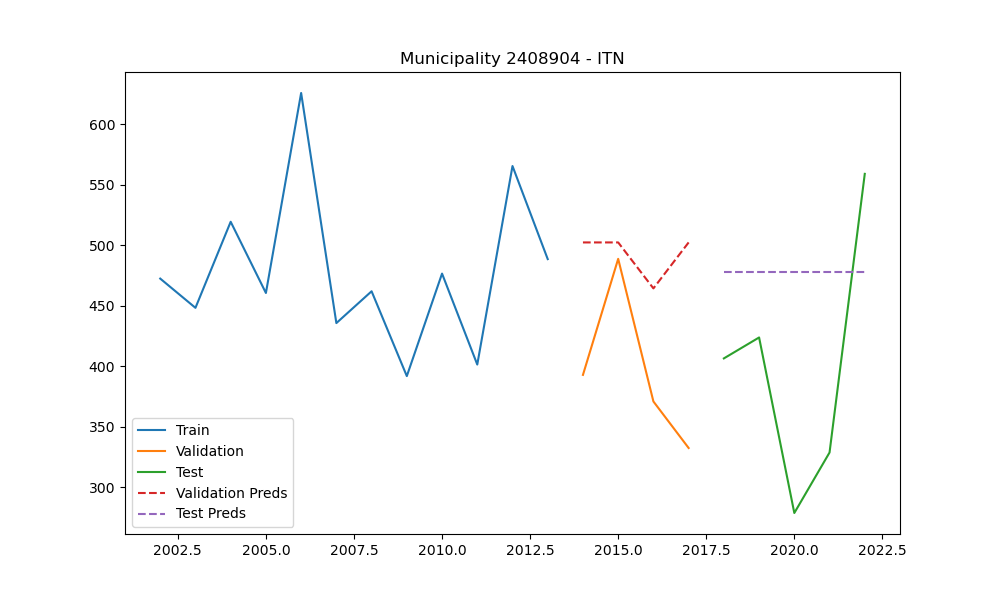 Municipality 2408904 - ITN
600
550
500
450
400
350
300
Train
Validation
Test
Validation Preds
Test Preds
2002.5 2005.0 2007.5 2010.0 2012.5 2015.0 2017.5 2020.0 2022.5